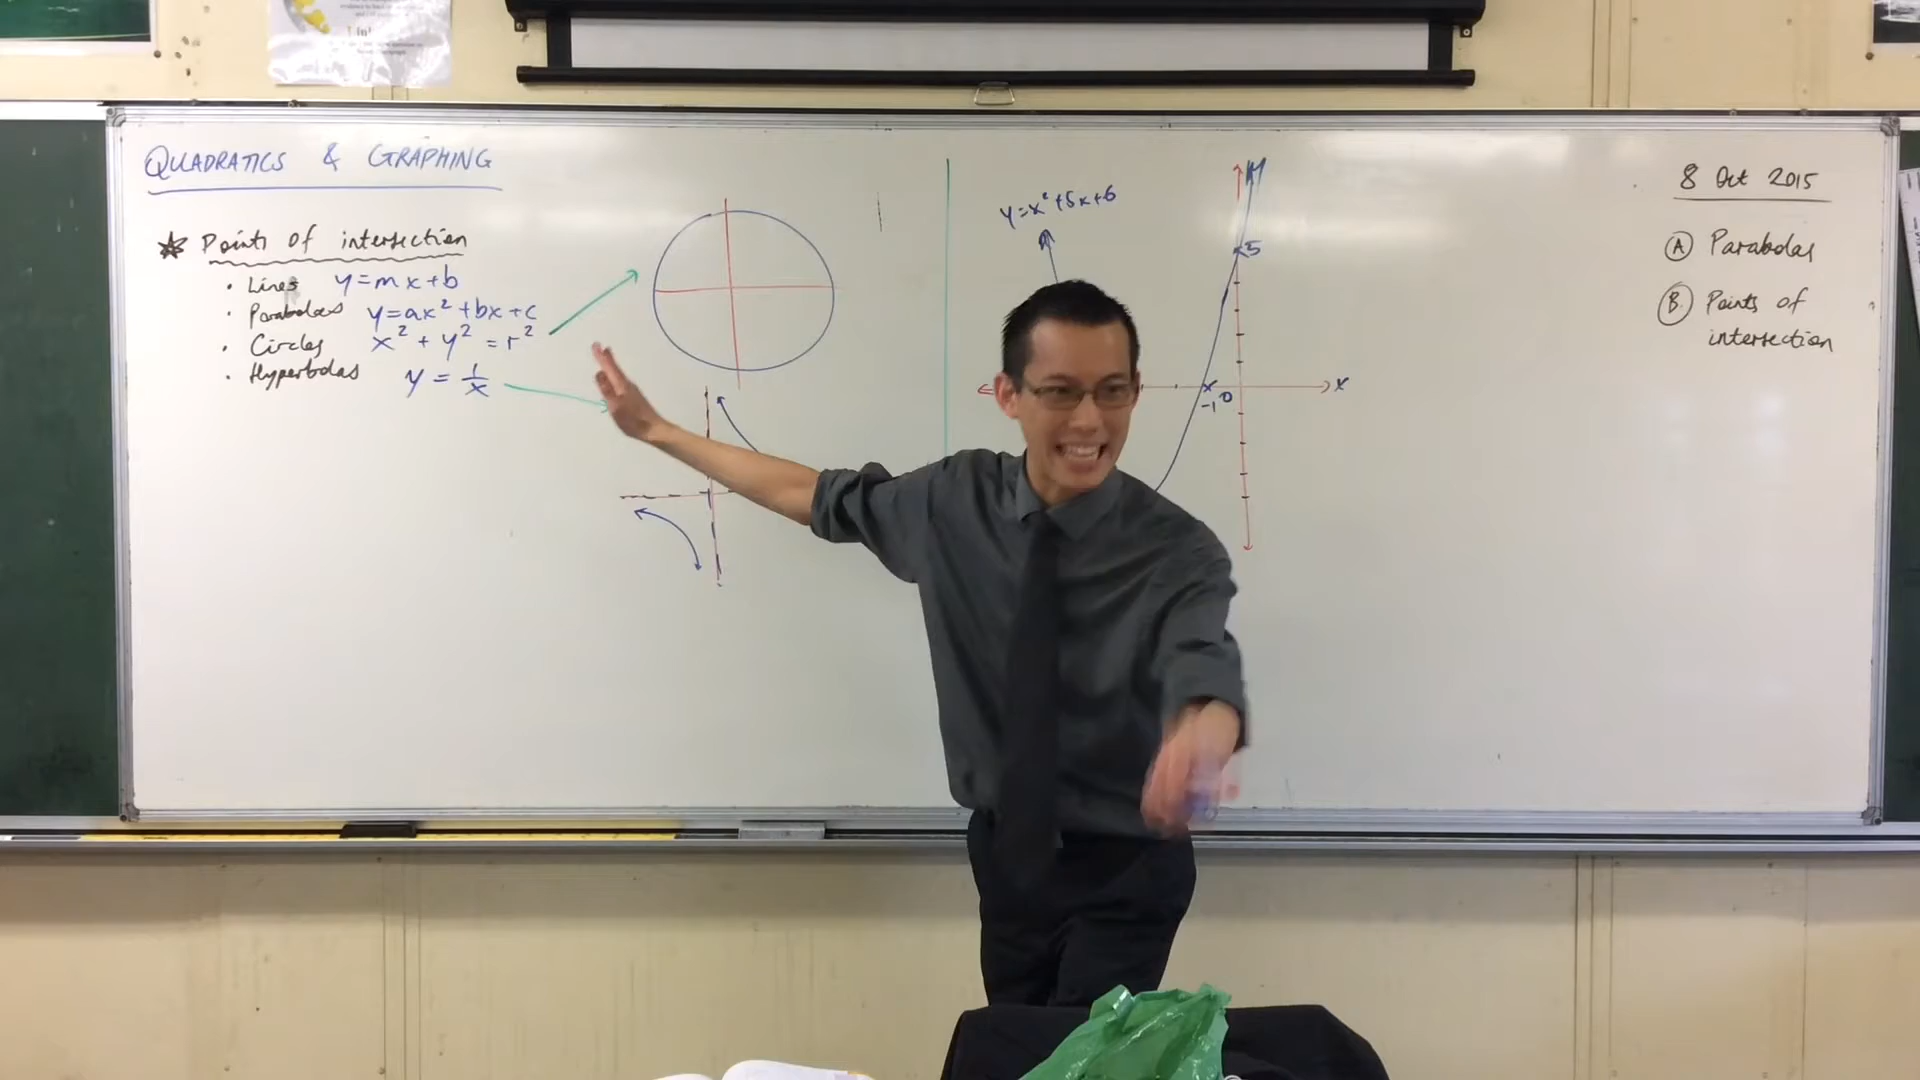 QUADRATICS & GRAPHING
Points of intersection
• Lines y=mx+b
• Parabolas y=ax²+bx+c
• Circles x²+y²=r²
• Hyperbolas y=1/x
y=x²+5x+6
5
x
-1
0
8 Oct 2015
A Parabolas
B Points of
intersection